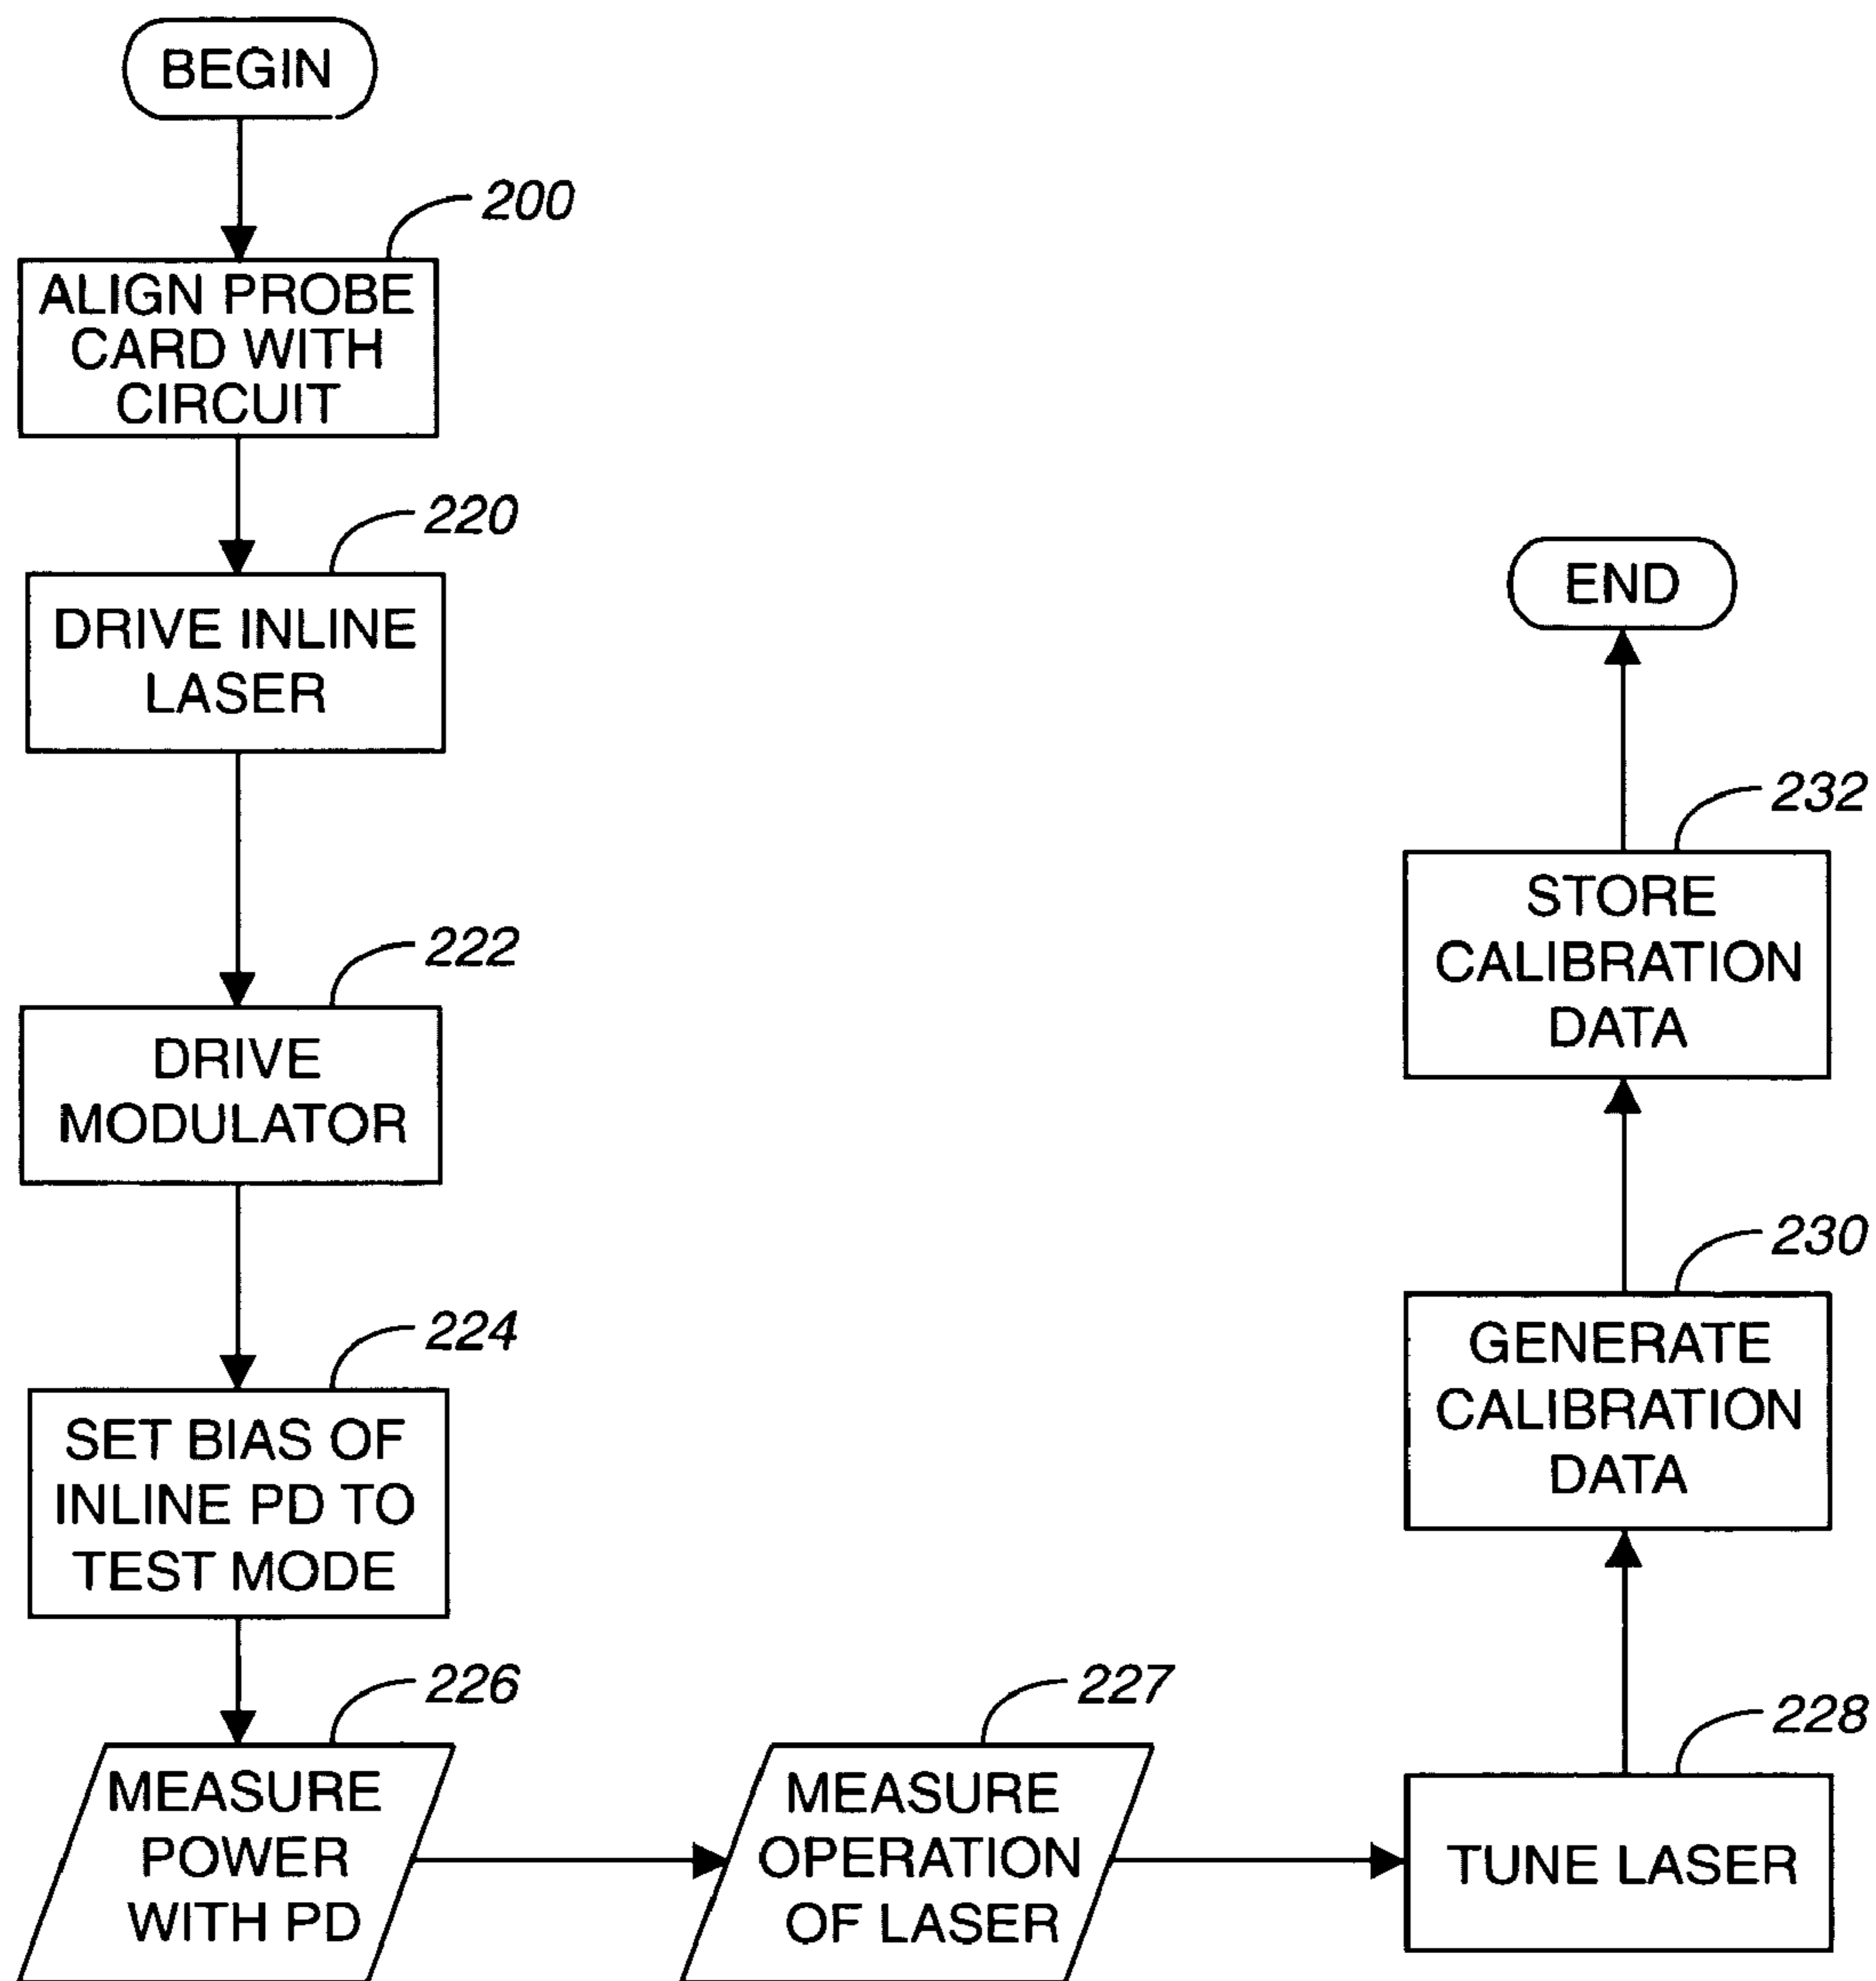 BEGIN
200
ALIGN PROBE
CARD WITH
CIRCUIT
220
DRIVE INLINE
LASER
222
DRIVE
MODULATOR
224
SET BIAS OF
INLINE PD TO
TEST MODE
226
MEASURE
POWER
WITH PD
227
MEASURE
OPERATION
OF LASER
228
TUNE LASER
230
GENERATE
CALIBRATION
DATA
232
STORE
CALIBRATION
DATA
END